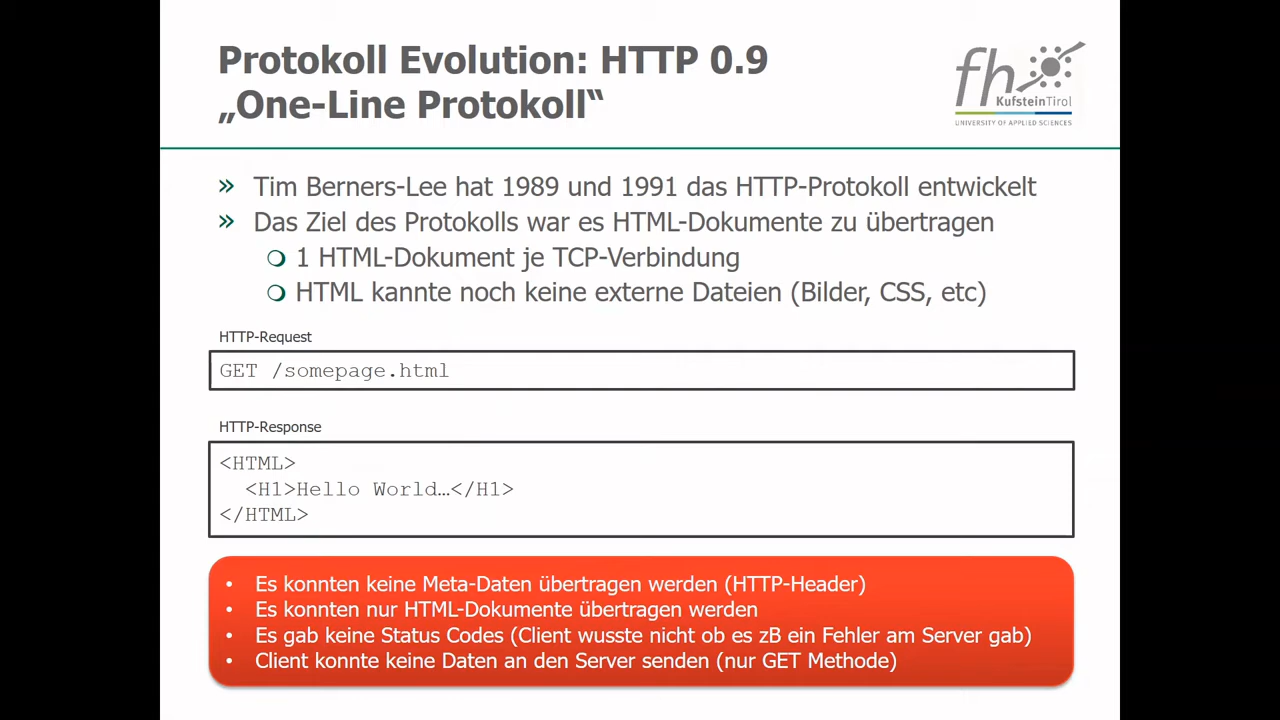 Protokoll Evolution: HTTP 0.9
„One-Line Protokoll“
fh
KufsteinTirol
UNIVERSITY OF APPLIED SCIENCES
» Tim Berners-Lee hat 1989 und 1991 das HTTP-Protokoll entwickelt
» Das Ziel des Protokolls war es HTML-Dokumente zu übertragen
❍ 1 HTML-Dokument je TCP-Verbindung
❍ HTML kannte noch keine externe Dateien (Bilder, CSS, etc)
HTTP-Request
GET /somepage.html
HTTP-Response
<HTML>
<H1>Hello World…</H1>
</HTML>
• Es konnten keine Meta-Daten übertragen werden (HTTP-Header)
• Es konnten nur HTML-Dokumente übertragen werden
• Es gab keine Status Codes (Client wusste nicht ob es zB ein Fehler am Server gab)
• Client konnte keine Daten an den Server senden (nur GET Methode)